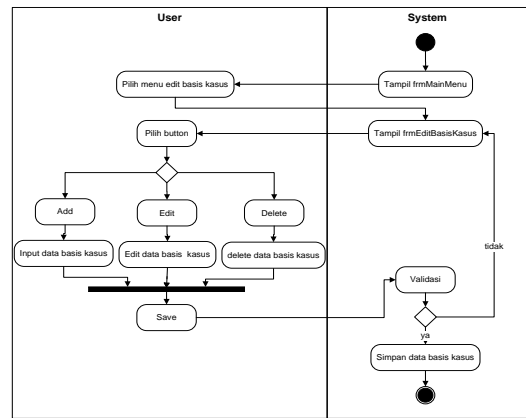 User
System
Tampil frmMainMenu
Pilih menu edit basis kasus
Tampil frmEditBasisKasus
Pilih button
Add
Edit
Delete
Input data basis kasus
Edit data basis kasus
delete data basis kasus
Save
Validasi
tidak
ya
Simpan data basis kasus